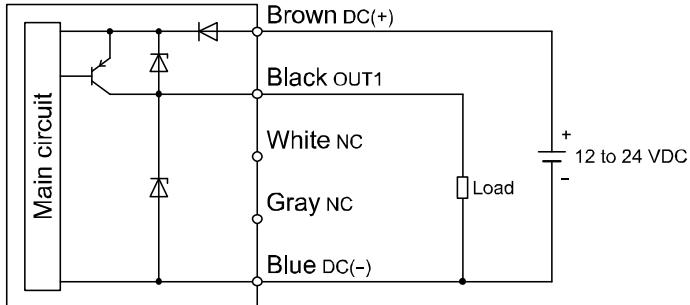 Brown DC(+)
Black OUT1
White NC
Gray NC
Blue DC(−)
Main circuit
Load
+
12 to 24 VDC
−